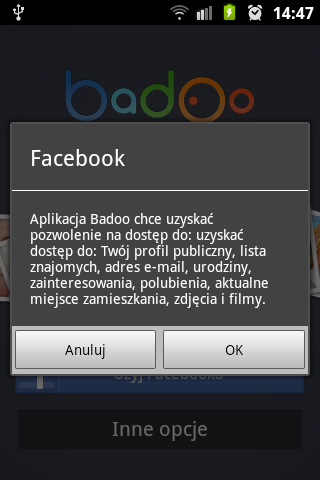 14:47
badoo
Facebook
Aplikacja Badoo chce uzyskać
pozwolenie na dostęp do: uzyskać
dostęp do: Twój profil publiczny, lista
znajomych, adres e-mail, urodziny,
zainteresowania, polubienia, aktualne
miejsce zamieszkania, zdjęcia i filmy.
Anuluj OK
Użyj Facebooka
Inne opcje